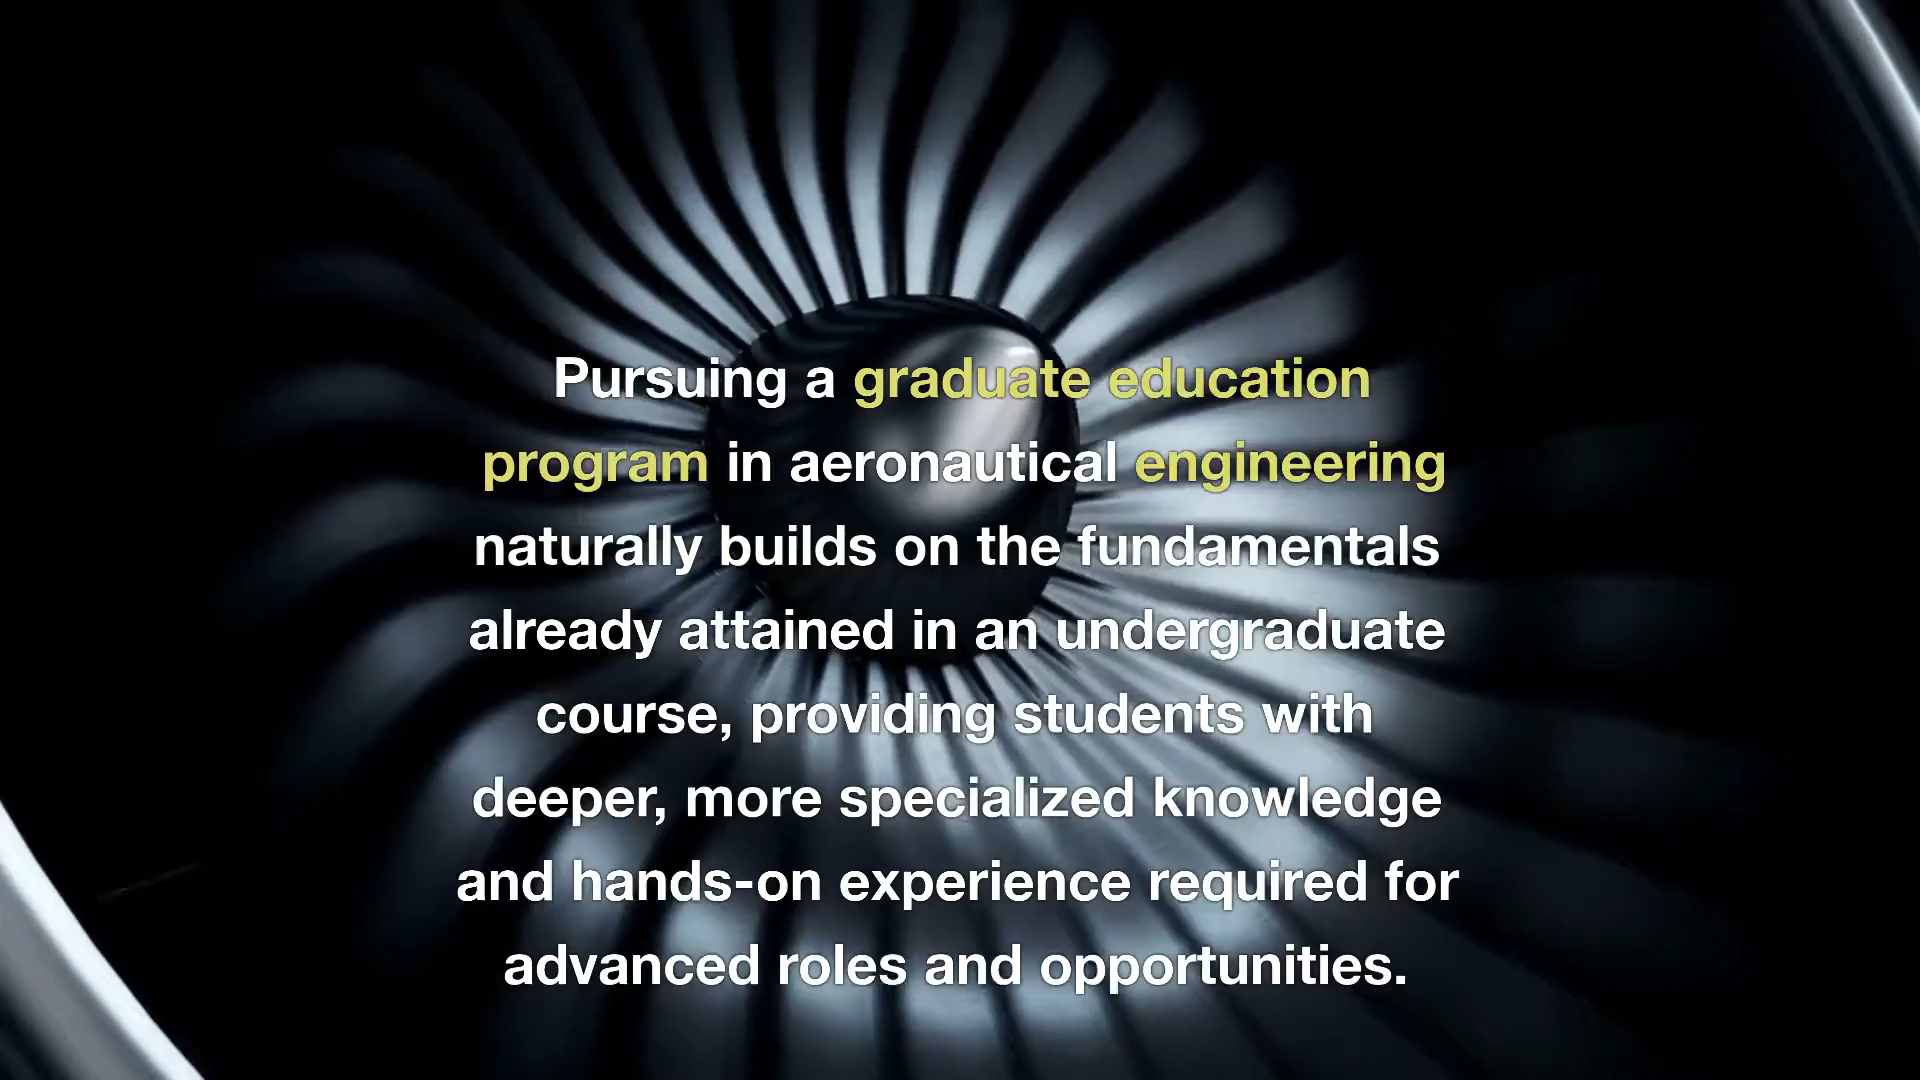 Pursuing a graduate education
program in aeronautical engineering
naturally builds on the fundamentals
already attained in an undergraduate
course, providing students with
deeper, more specialized knowledge
and hands-on experience required for
advanced roles and opportunities.